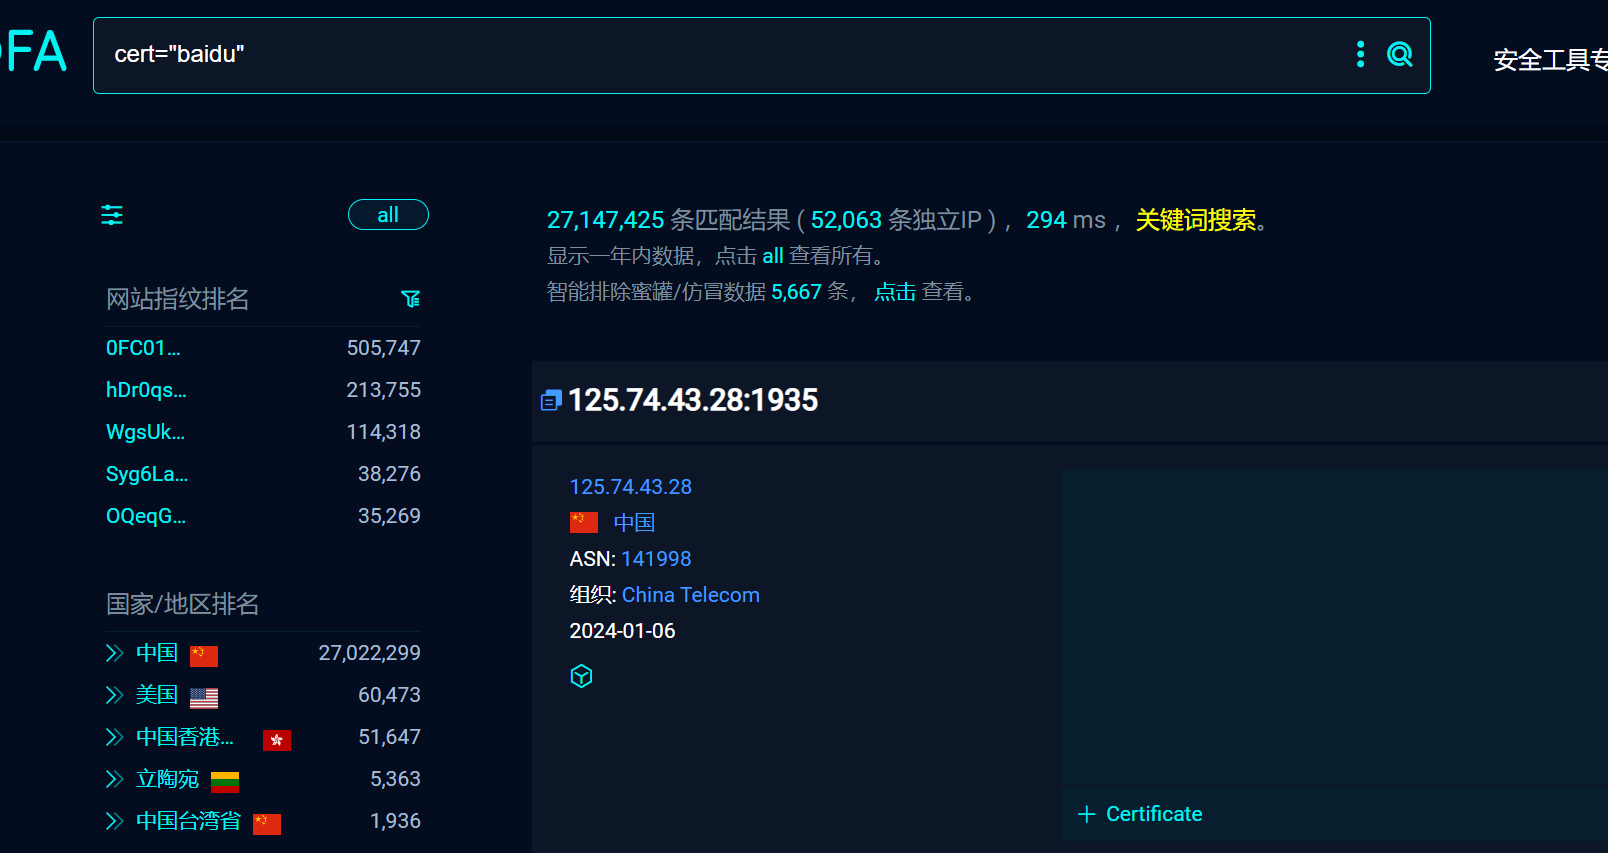 FA
cert="baidu"
安全工具专
all
27,147,425 条匹配结果 ( 52,063 条独立IP ) , 294 ms , 关键词搜索。
显示一年内数据，点击 all 查看所有。
智能排除蜜罐/仿冒数据 5,667 条， 点击 查看。
网站指纹排名
0FC01... 505,747
hDr0qs... 213,755
WgsUk... 114,318
Syg6La... 38,276
OQeqG... 35,269
国家/地区排名
中国 27,022,299
美国 60,473
中国香港... 51,647
立陶宛 5,363
中国台湾省 1,936
125.74.43.28:1935
125.74.43.28
中国
ASN: 141998
组织: China Telecom
2024-01-06
+ Certificate